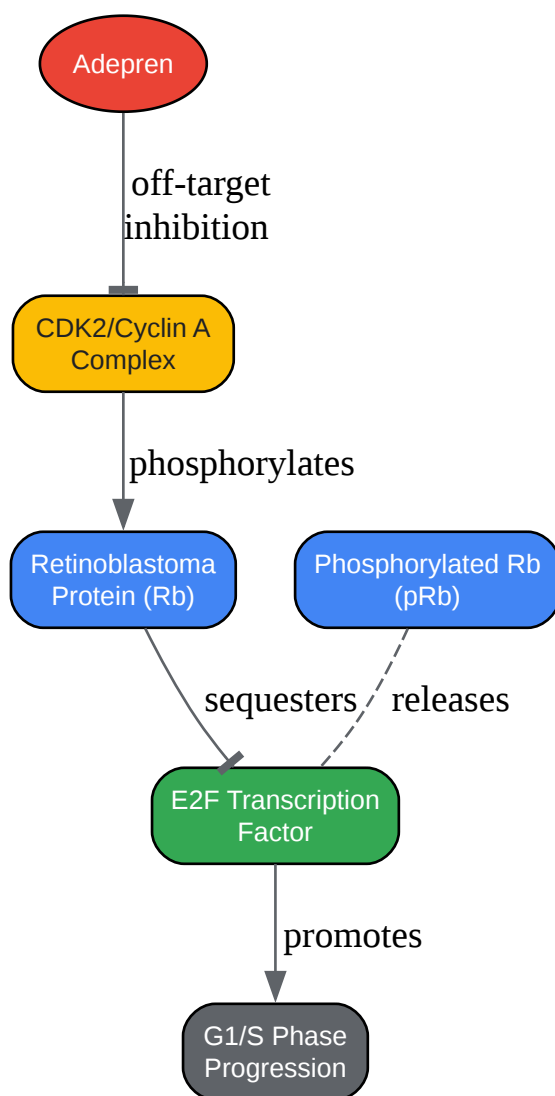 Adepren
off-target
inhibition
CDK2/Cyclin A
Complex
phosphorylates
Retinoblastoma
Protein (Rb)
Phosphorylated Rb
(pRb)
sequesters
releases
E2F Transcription
Factor
promotes
G1/S Phase
Progression